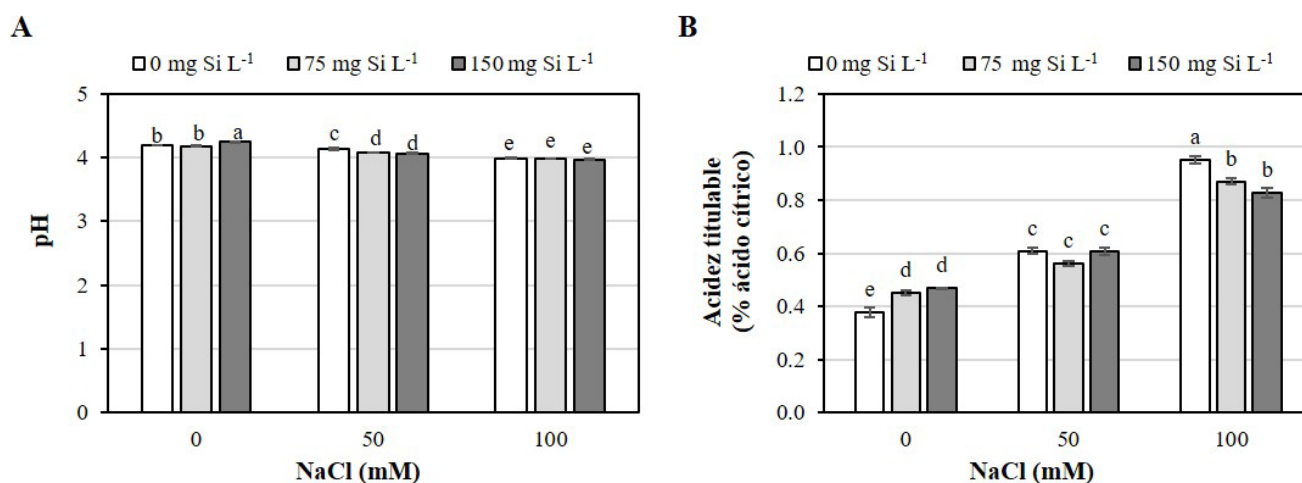 A
0 mg Si L⁻¹ 75 mg Si L⁻¹ 150 mg Si L⁻¹
5
4
3
2
1
0
pH
b b a c d d e e e
0 50 100
NaCl (mM)
B
0 mg Si L⁻¹ 75 mg Si L⁻¹ 150 mg Si L⁻¹
1.2
1.0
0.8
0.6
0.4
0.2
0.0
Acidez titulable
(% ácido cítrico)
e d d c c c a b b
0 50 100
NaCl (mM)